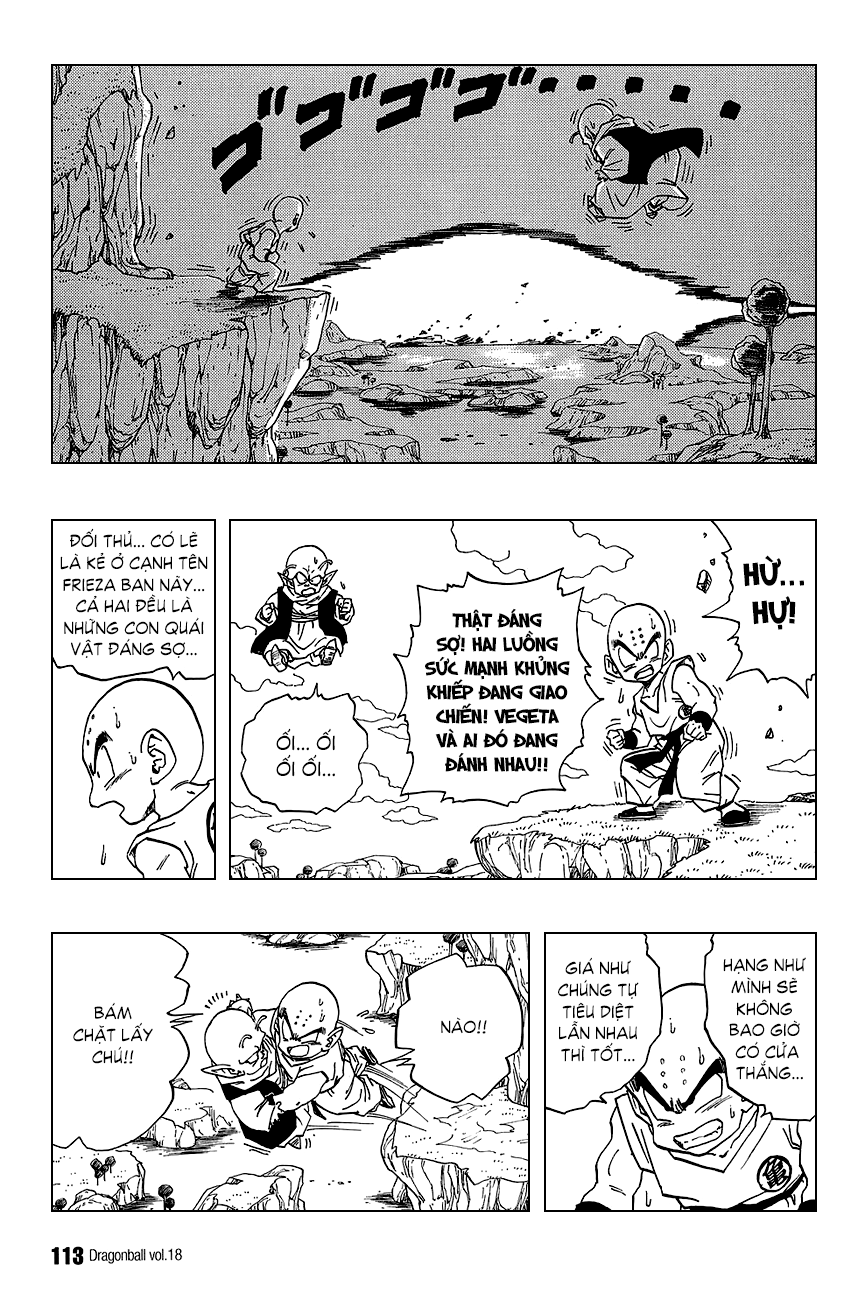 ゴゴゴゴ・・・・・
HỪ...
HỰ!
THẬT ĐÁNG
SỢ! HAI LUỒNG
SỨC MẠNH KHỦNG
KHIẾP ĐANG GIAO
CHIẾN! VEGETA
VÀ AI ĐÓ ĐANG
ĐÁNH NHAU!!
ỐI... ỐI
ỐI ỐI...
ĐỐI THỦ... CÓ LẼ
LÀ KẺ Ở CẠNH TÊN
FRIEZA BAN NÃY...
CẢ HAI ĐỀU LÀ
NHỮNG CON QUÁI
VẬT ĐÁNG SỢ...
HẠNG NHƯ
MÌNH SẼ
KHÔNG
BAO GIỜ
CÓ CỬA
THẮNG...
GIÁ NHƯ
CHÚNG TỰ
TIÊU DIỆT
LẪN NHAU
THÌ TỐT...
NÀO!!
BÁM
CHẶT LẤY
CHÚ!!
113 Dragonball vol.18